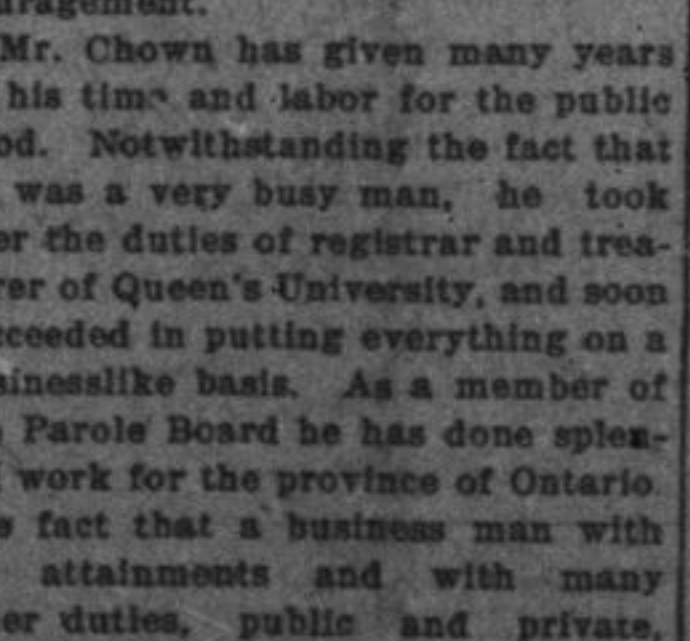 uragement.
Mr. Chown has given many years
his time and labor for the public
od. Notwithstanding the fact that
was a very busy man, he took
er the duties of registrar and trea-
rer of Queen's University, and soon
cceeded in putting everything on a
sinesslike basis. As a member of
Parole Board he has done splen-
work for the province of Ontario.
fact that a business man with
attainments and with many
er duties, public and private,